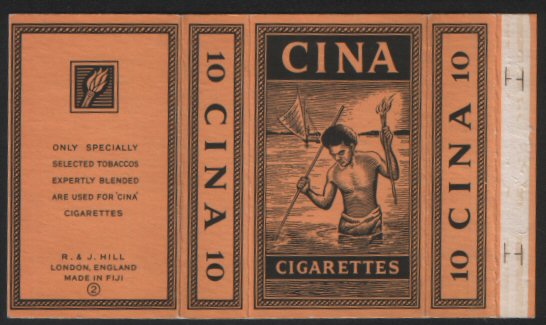 ONLY SPECIALLY
SELECTED TOBACCOS
EXPERTLY BLENDED
ARE USED FOR 'CINA'
CIGARETTES
R. & J. HILL
LONDON, ENGLAND
MADE IN FIJI
2
10 CINA 10
CINA
CIGARETTES
10 CINA 10